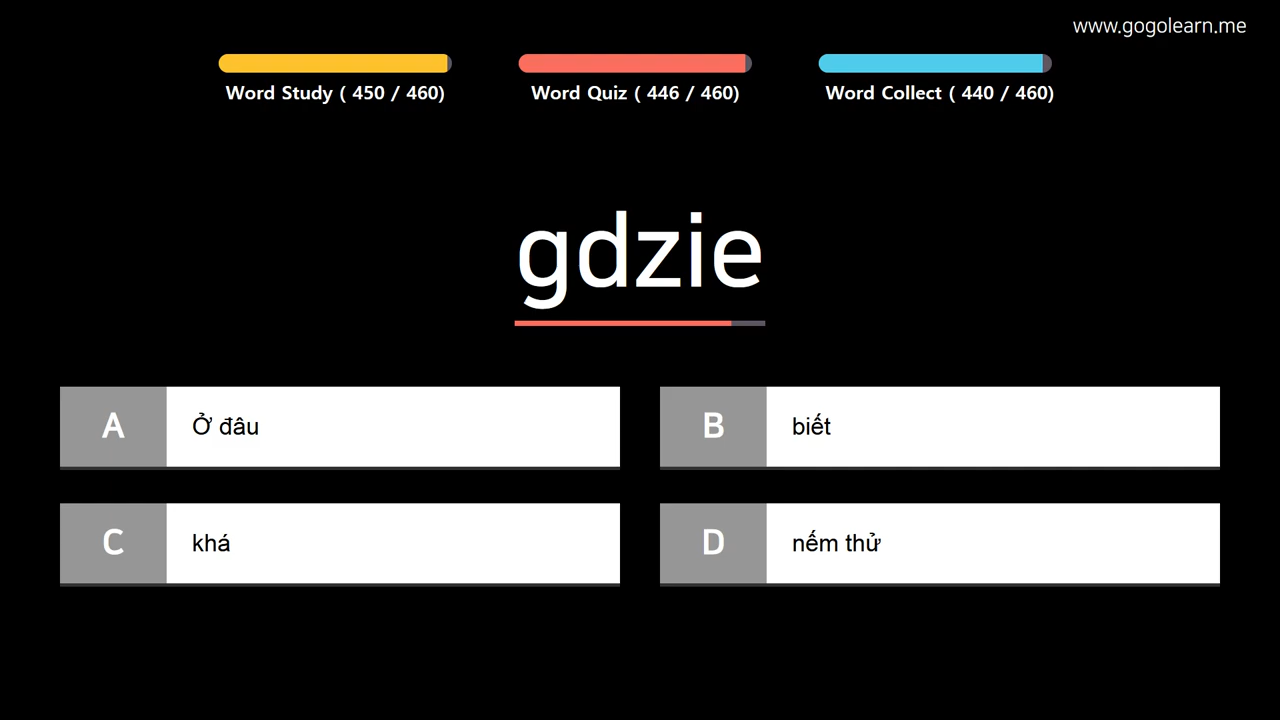 www.gogolearn.me
Word Study ( 450 / 460)
Word Quiz ( 446 / 460)
Word Collect ( 440 / 460)
gdzie
A
Ở đâu
B
biết
C
khá
D
nếm thử